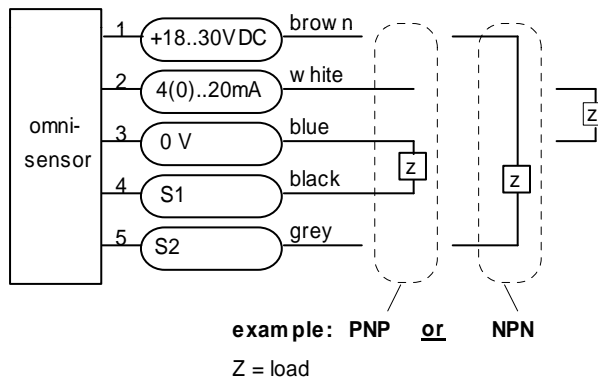 1 +18..30VDC brown
2 4(0)..20mA white
omni-
sensor
3 0 V blue
4 S1 black
5 S2 grey
z
z
z
example: PNP or NPN
Z = load